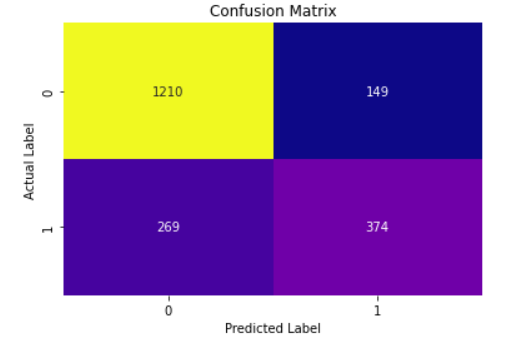 Confusion Matrix
0
1210
149
Actual Label
1
269
374
0
1
Predicted Label